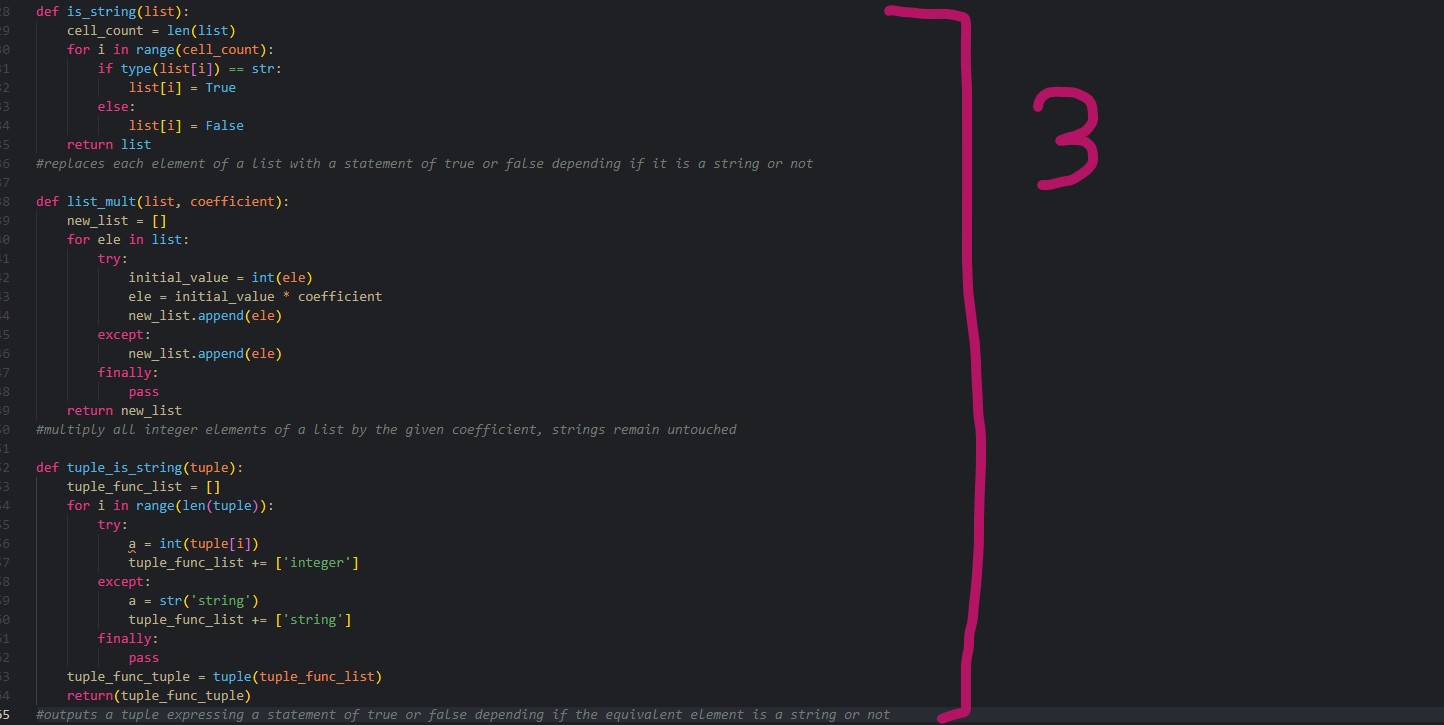 28 def is_string(list):
29     cell_count = len(list)
30     for i in range(cell_count):
31         if type(list[i]) == str:
32             list[i] = True
33         else:
34             list[i] = False
35     return list
36 #replaces each element of a list with a statement of true or false depending if it is a string or not
37
38 def list_mult(list, coefficient):
39     new_list = []
40     for ele in list:
41         try:
42             initial_value = int(ele)
43             ele = initial_value * coefficient
44             new_list.append(ele)
45         except:
46             new_list.append(ele)
47         finally:
48             pass
49     return new_list
50 #multiply all integer elements of a list by the given coefficient, strings remain untouched
51
52 def tuple_is_string(tuple):
53     tuple_func_list = []
54     for i in range(len(tuple)):
55         try:
56             a = int(tuple[i])
57             tuple_func_list += ['integer']
58         except:
59             a = str('string')
60             tuple_func_list += ['string']
61         finally:
62             pass
63     tuple_func_tuple = tuple(tuple_func_list)
64     return(tuple_func_tuple)
65 #outputs a tuple expressing a statement of true or false depending if the equivalent element is a string or not
3